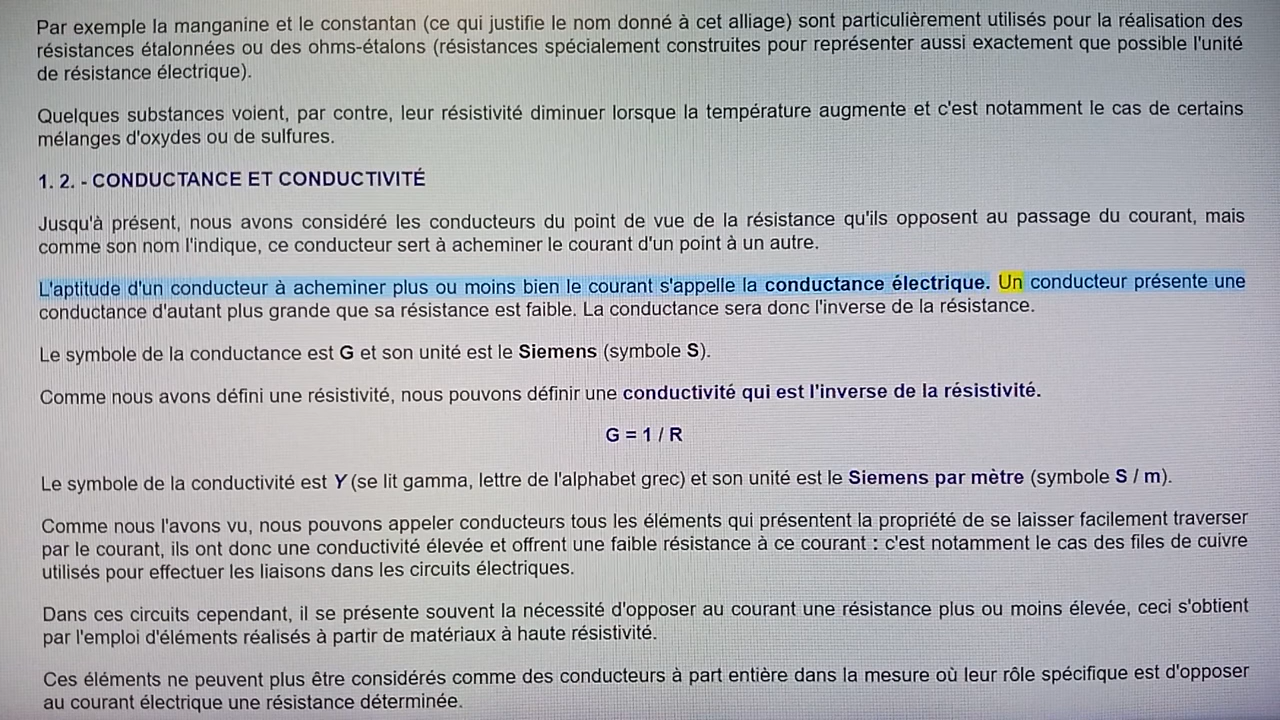 Par exemple la manganine et le constantan (ce qui justifie le nom donné à cet alliage) sont particulièrement utilisés pour la réalisation des
résistances étalonnées ou des ohms-étalons (résistances spécialement construites pour représenter aussi exactement que possible l'unité
de résistance électrique).
Quelques substances voient, par contre, leur résistivité diminuer lorsque la température augmente et c'est notamment le cas de certains
mélanges d'oxydes ou de sulfures.
1. 2. - CONDUCTANCE ET CONDUCTIVITÉ
Jusqu'à présent, nous avons considéré les conducteurs du point de vue de la résistance qu'ils opposent au passage du courant, mais
comme son nom l'indique, ce conducteur sert à acheminer le courant d'un point à un autre.
L'aptitude d'un conducteur à acheminer plus ou moins bien le courant s'appelle la conductance électrique. Un conducteur présente une
conductance d'autant plus grande que sa résistance est faible. La conductance sera donc l'inverse de la résistance.
Le symbole de la conductance est G et son unité est le Siemens (symbole S).
Comme nous avons défini une résistivité, nous pouvons définir une conductivité qui est l'inverse de la résistivité.
G = 1 / R
Le symbole de la conductivité est Y (se lit gamma, lettre de l'alphabet grec) et son unité est le Siemens par mètre (symbole S / m).
Comme nous l'avons vu, nous pouvons appeler conducteurs tous les éléments qui présentent la propriété de se laisser facilement traverser
par le courant, ils ont donc une conductivité élevée et offrent une faible résistance à ce courant : c'est notamment le cas des files de cuivre
utilisés pour effectuer les liaisons dans les circuits électriques.
Dans ces circuits cependant, il se présente souvent la nécessité d'opposer au courant une résistance plus ou moins élevée, ceci s'obtient
par l'emploi d'éléments réalisés à partir de matériaux à haute résistivité.
Ces éléments ne peuvent plus être considérés comme des conducteurs à part entière dans la mesure où leur rôle spécifique est d'opposer
au courant électrique une résistance déterminée.